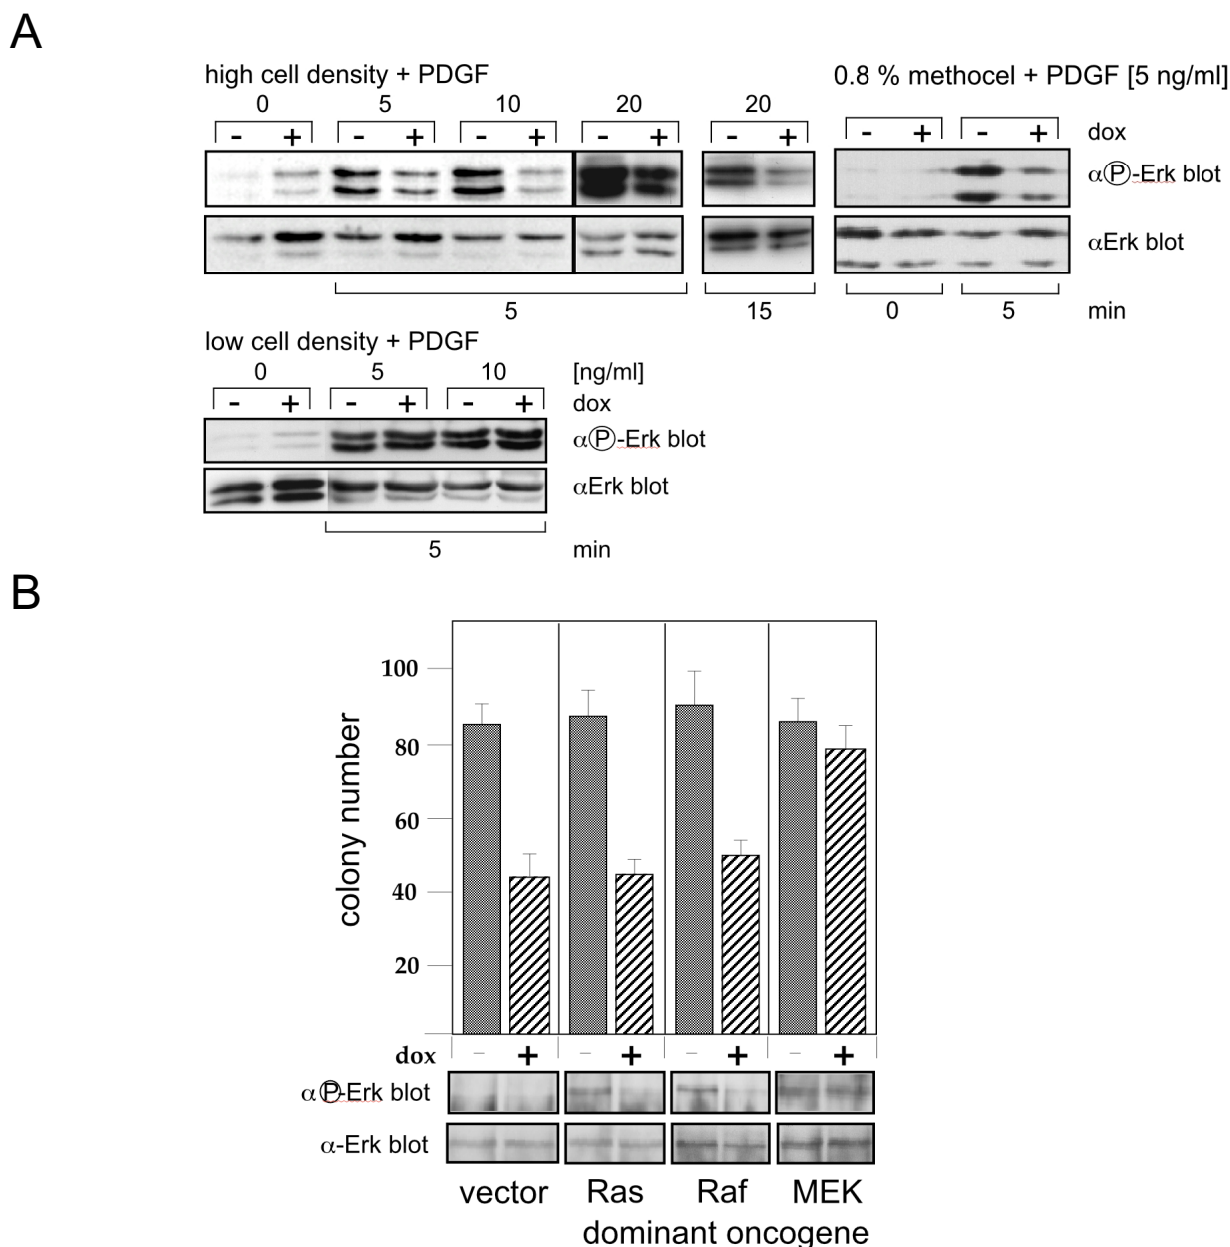 A
high cell density + PDGF
0.8 % methocel + PDGF [5 ng/ml]
0 5 10 20 20
- + - + - + - + - + - + - + dox
αⓅ-Erk blot
αErk blot
5 15 0 5 min
low cell density + PDGF
0 5 10 [ng/ml]
- + - + - + dox
αⓅ-Erk blot
αErk blot
5 min
B
colony number
100
80
60
40
20
dox - + - + - + - +
αⓅ-Erk blot
α-Erk blot
vector Ras Raf MEK
dominant oncogene